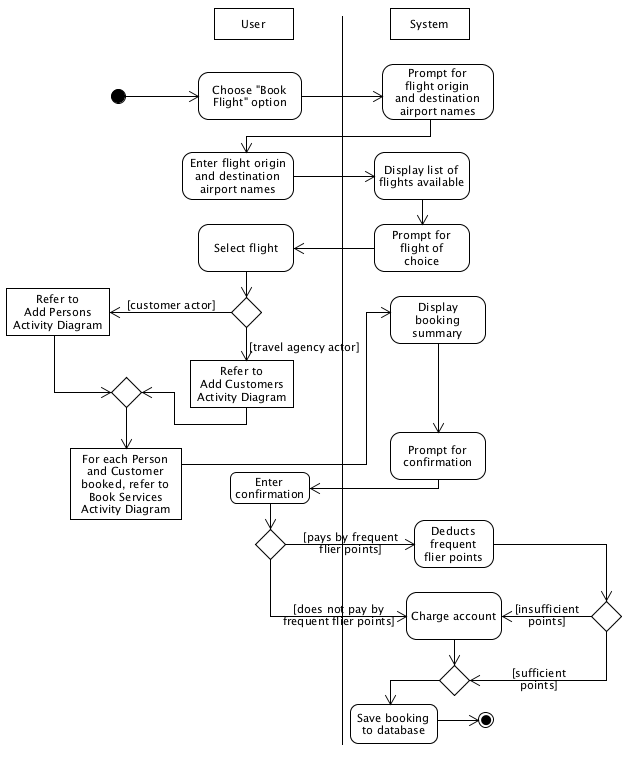 User
System
Choose "Book
Flight" option
Prompt for
flight origin
and destination
airport names
Enter flight origin
and destination
airport names
Display list of
flights available
Select flight
Prompt for
flight of
choice
Refer to
Add Persons
Activity Diagram
[customer actor]
Display
booking
summary
[travel agency actor]
Refer to
Add Customers
Activity Diagram
For each Person
and Customer
booked, refer to
Book Services
Activity Diagram
Prompt for
confirmation
Enter
confirmation
[pays by frequent
flier points]
Deducts
frequent
flier points
[does not pay by
frequent flier points]
Charge account
[insufficient
points]
[sufficient
points]
Save booking
to database